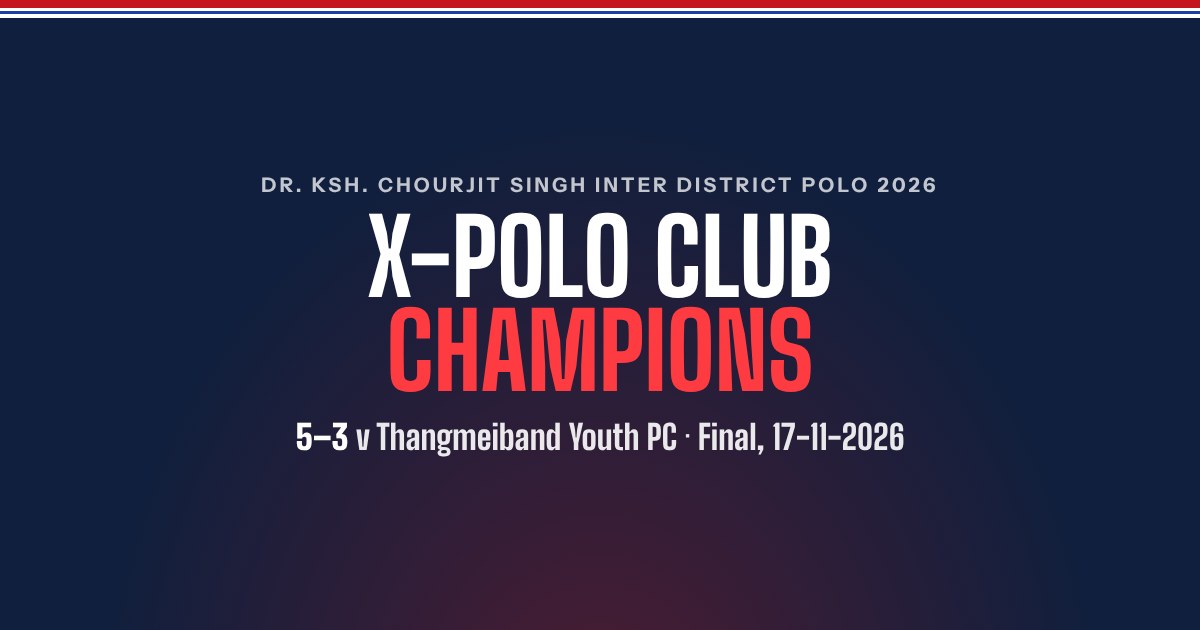 DR. KSH. CHOURJIT SINGH INTER DISTRICT POLO 2026
X–POLO CLUB
CHAMPIONS
5–3 v Thangmeiband Youth PC · Final, 17-11-2026